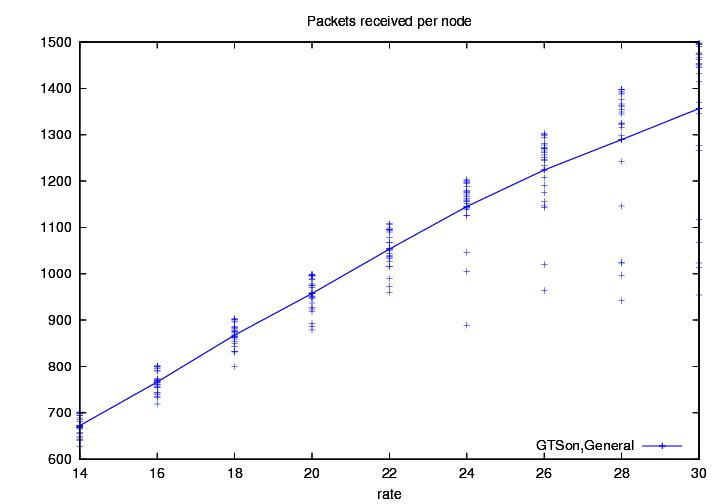 Packets received per node
1500
1400
1300
1200
1100
1000
900
800
700
600
14 16 18 20 22 24 26 28 30
GTSon,General
rate